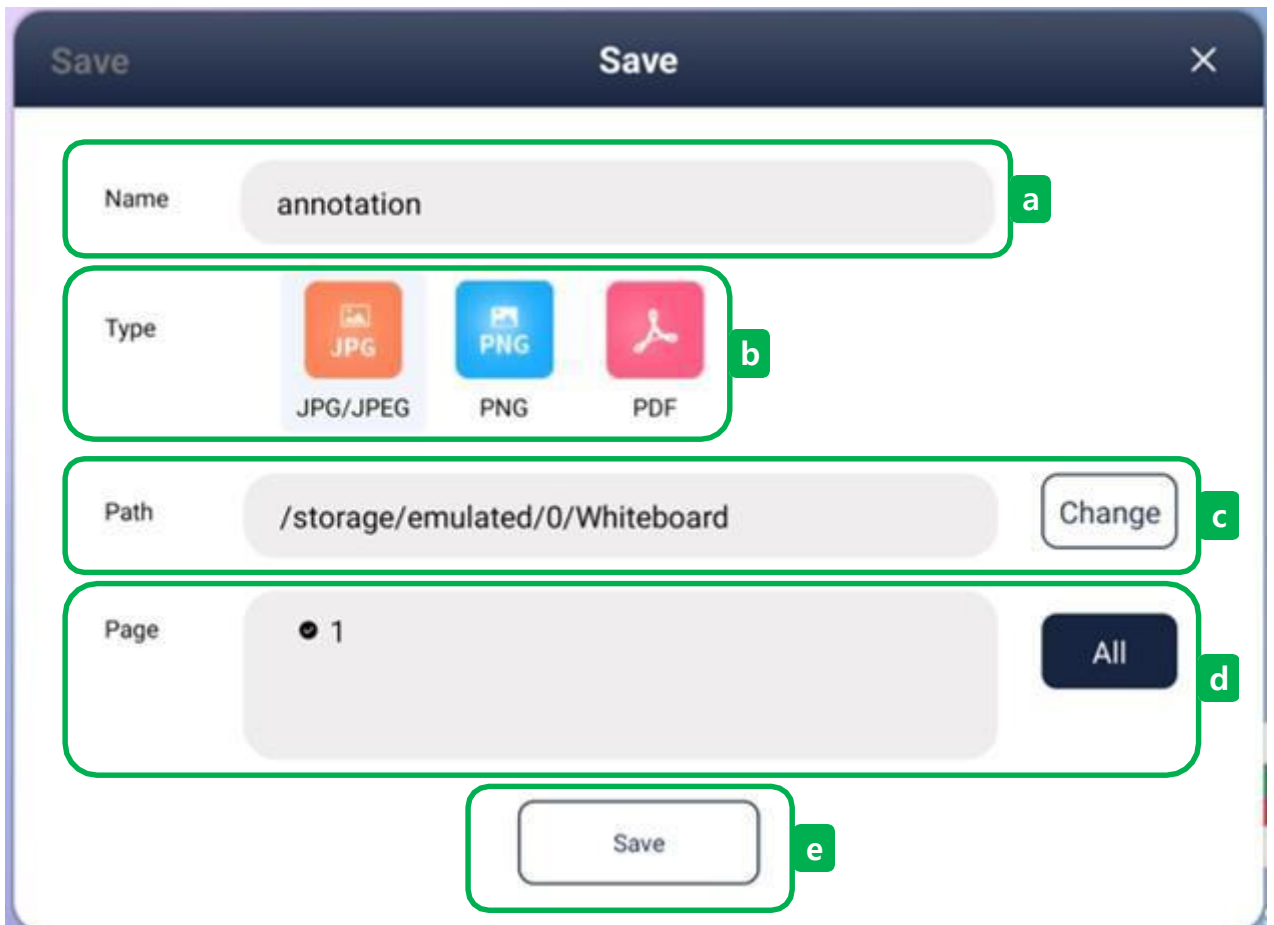 Save Save
Name annotation a
Type JPG PNG b
JPG/JPEG PNG PDF
Path /storage/emulated/0/Whiteboard Change c
Page 1 All d
Save e